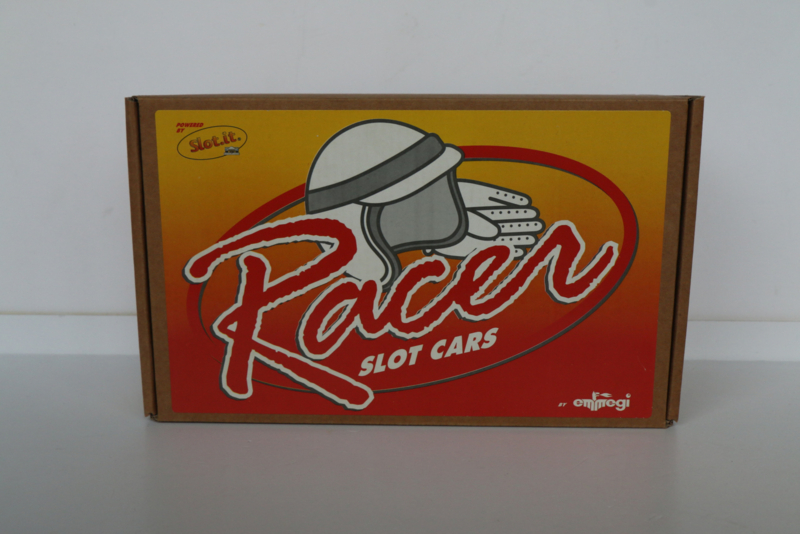 POWERED
BY
Slot.it.
Racer
SLOT CARS
BY emmegi